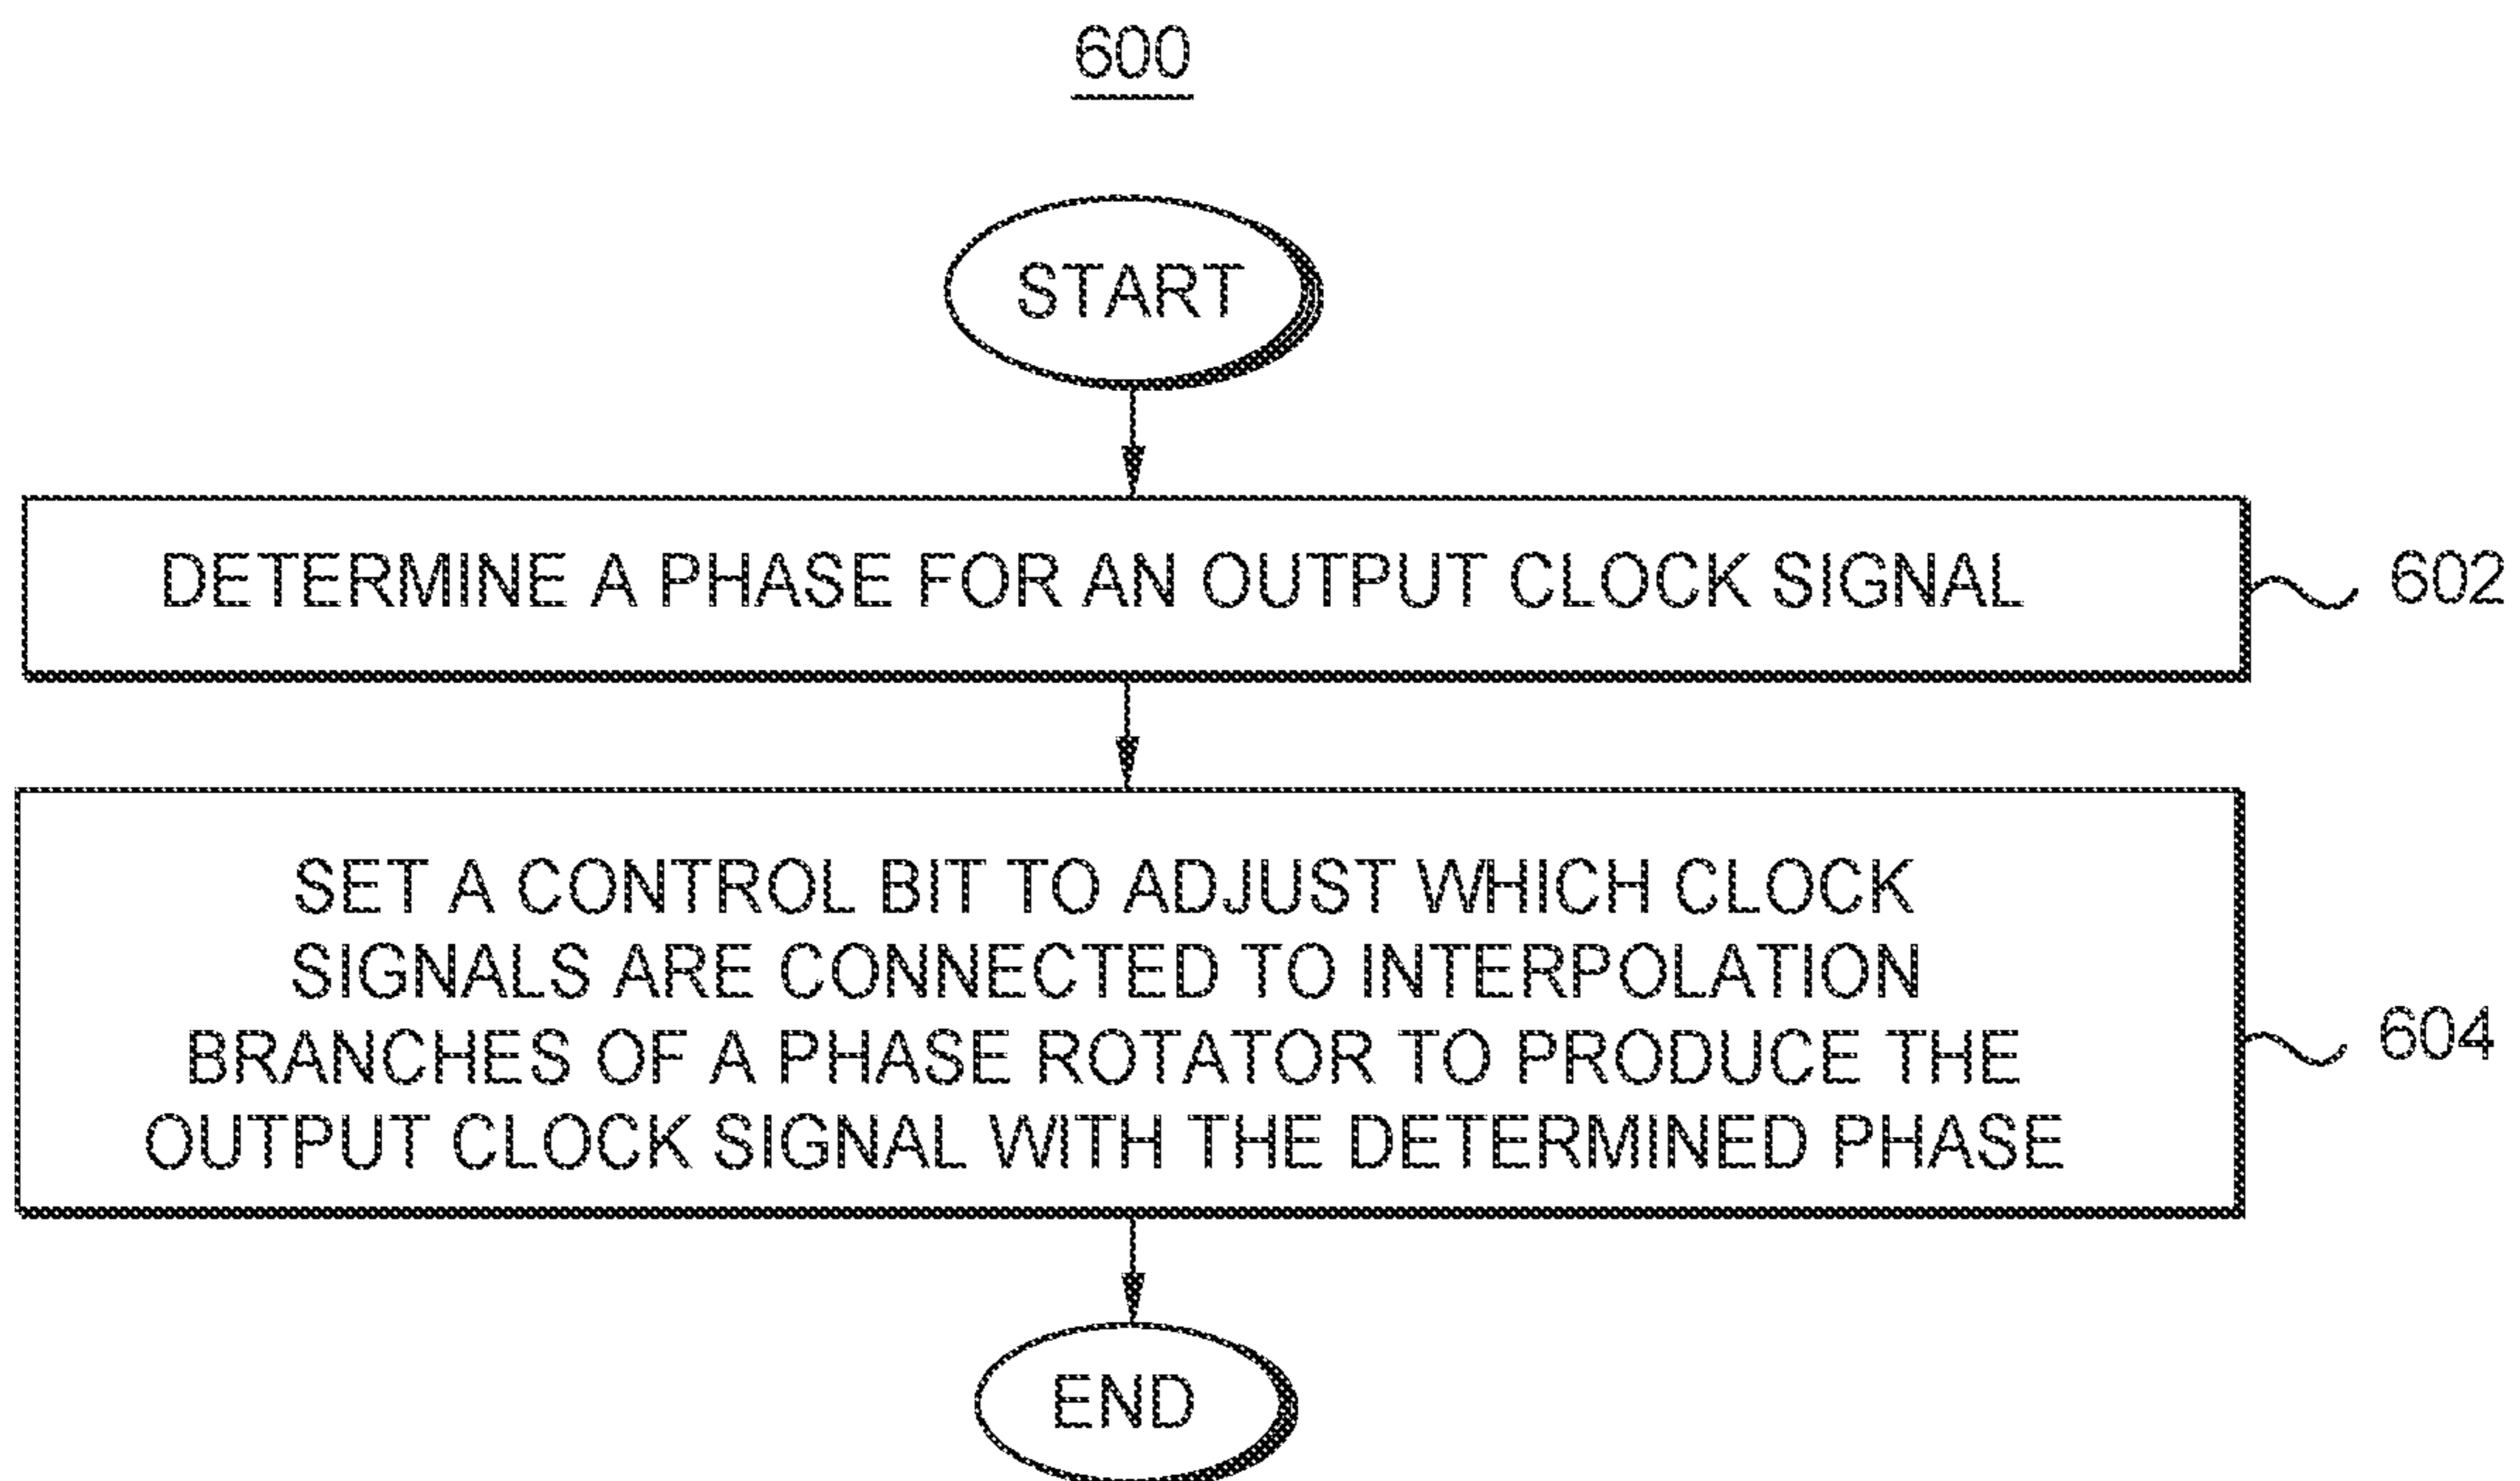 600
START
DETERMINE A PHASE FOR AN OUTPUT CLOCK SIGNAL
602
SET A CONTROL BIT TO ADJUST WHICH CLOCK
SIGNALS ARE CONNECTED TO INTERPOLATION
BRANCHES OF A PHASE ROTATOR TO PRODUCE THE
OUTPUT CLOCK SIGNAL WITH THE DETERMINED PHASE
604
END